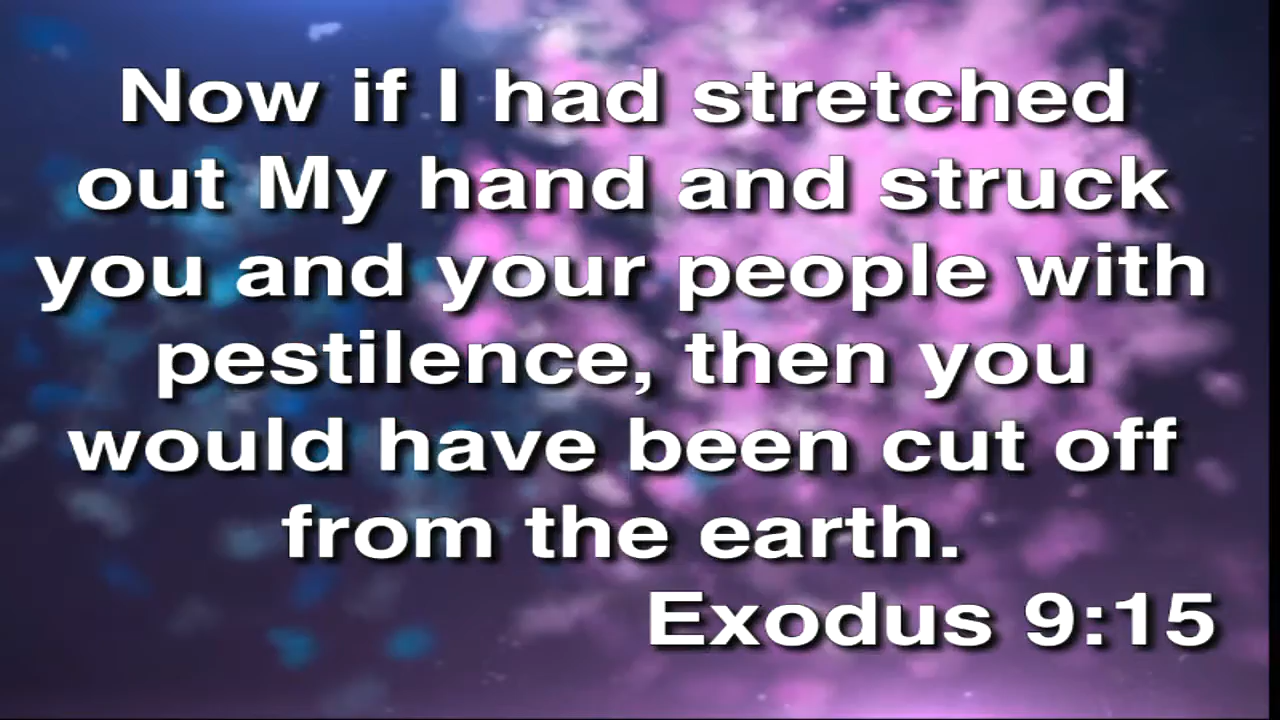 Now if I had stretched
out My hand and struck
you and your people with
pestilence, then you
would have been cut off
from the earth.
Exodus 9:15